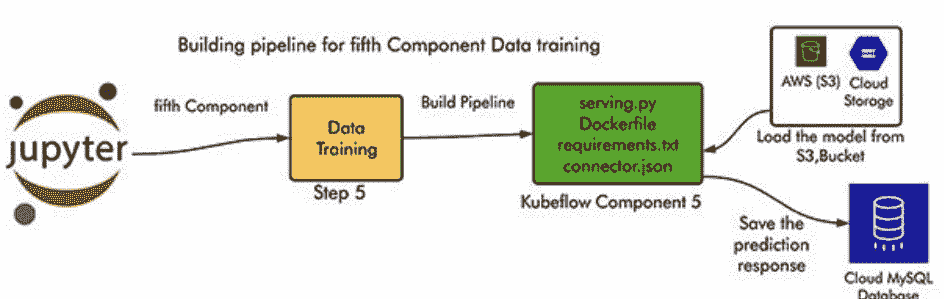 Building pipeline for fifth Component Data training
jupyter
fifth Component
Data
Training
Step 5
Build Pipeline
serving.py
Dockerfile
requirements.txt
connector.json
Kubeflow Component 5
AWS (S3)
Cloud
Storage
Load the model from
S3,Bucket
Save the
prediction
response
Cloud MySQL
Database